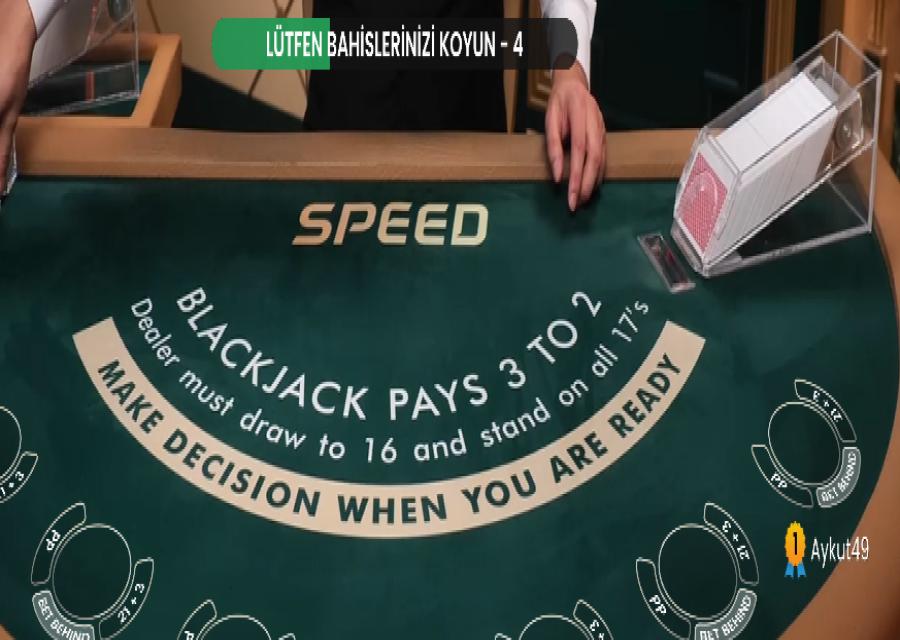 LÜTFEN BAHİSLERİNİZİ KOYUN - 4
SPEED
BLACKJACK PAYS 3 TO 2
Dealer must draw to 16 and stand on all 17's
MAKE DECISION WHEN YOU ARE READY
21 + 3
PP
BET BEHIND
1
Aykut49
PP
21 + 3
BET BEHIND
21 + 3
PP
BET BEHIND